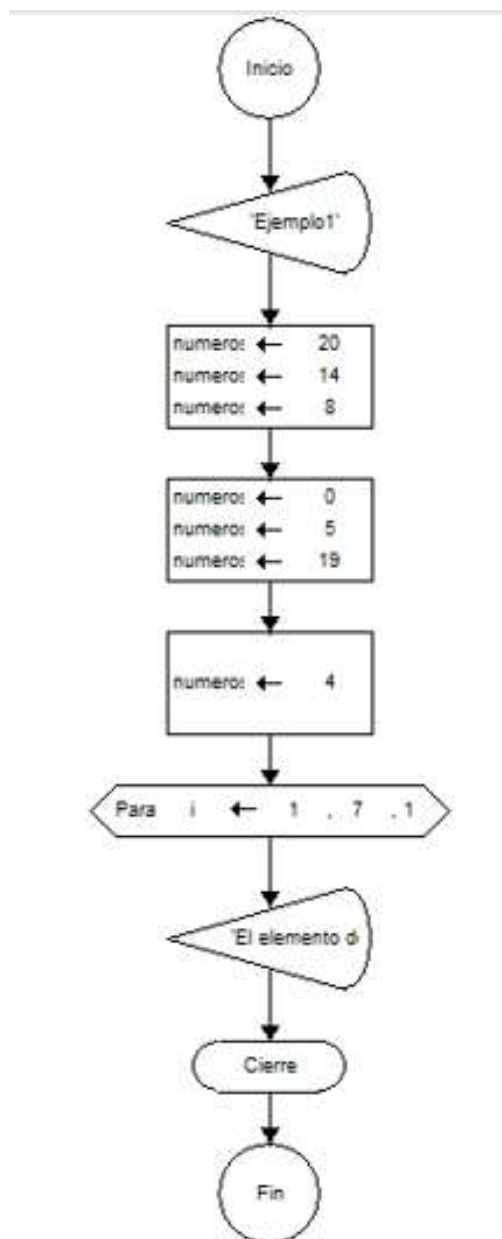 Inicio
'Ejemplo1'
numeros ← 20
numeros ← 14
numeros ← 8
numeros ← 0
numeros ← 5
numeros ← 19
numeros ← 4
Para i ← 1 , 7 , 1
'El elemento d
Cierre
Fin